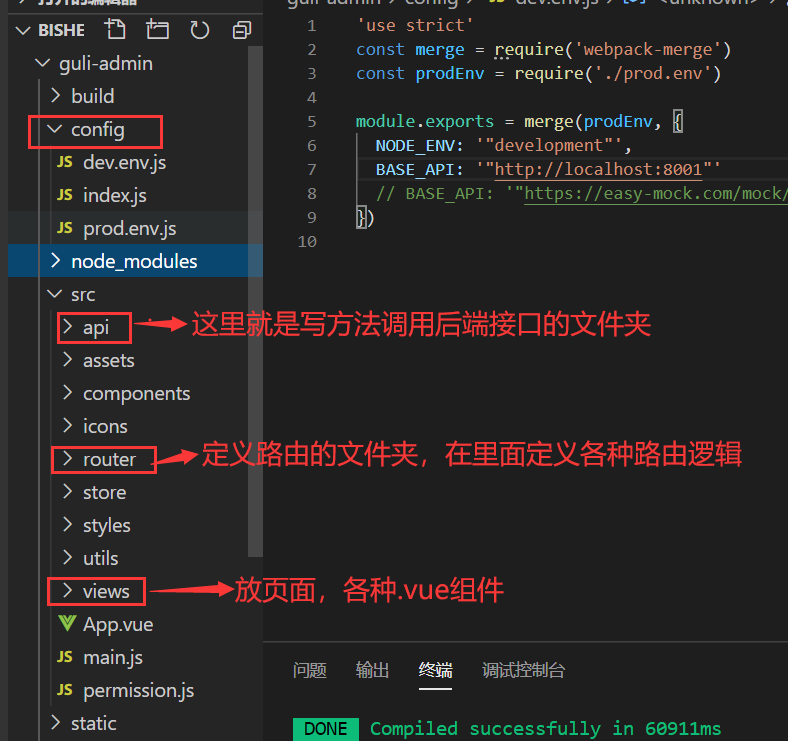 BISHE
guli-admin
build
config
JS dev.env.js
JS index.js
JS prod.env.js
node_modules
src
api
assets
components
icons
router
store
styles
utils
views
App.vue
JS main.js
JS permission.js
static
1 'use strict'
2 const merge = require('webpack-merge')
3 const prodEnv = require('./prod.env')
4
5 module.exports = merge(prodEnv, {
6 NODE_ENV: '"development"',
7 BASE_API: '"http://localhost:8001"'
8 // BASE_API: '"https://easy-mock.com/mock/
9 })
10
这里就是写方法调用后端接口的文件夹
定义路由的文件夹，在里面定义各种路由逻辑
放页面，各种.vue组件
问题 输出 终端 调试控制台
DONE Compiled successfully in 60911ms